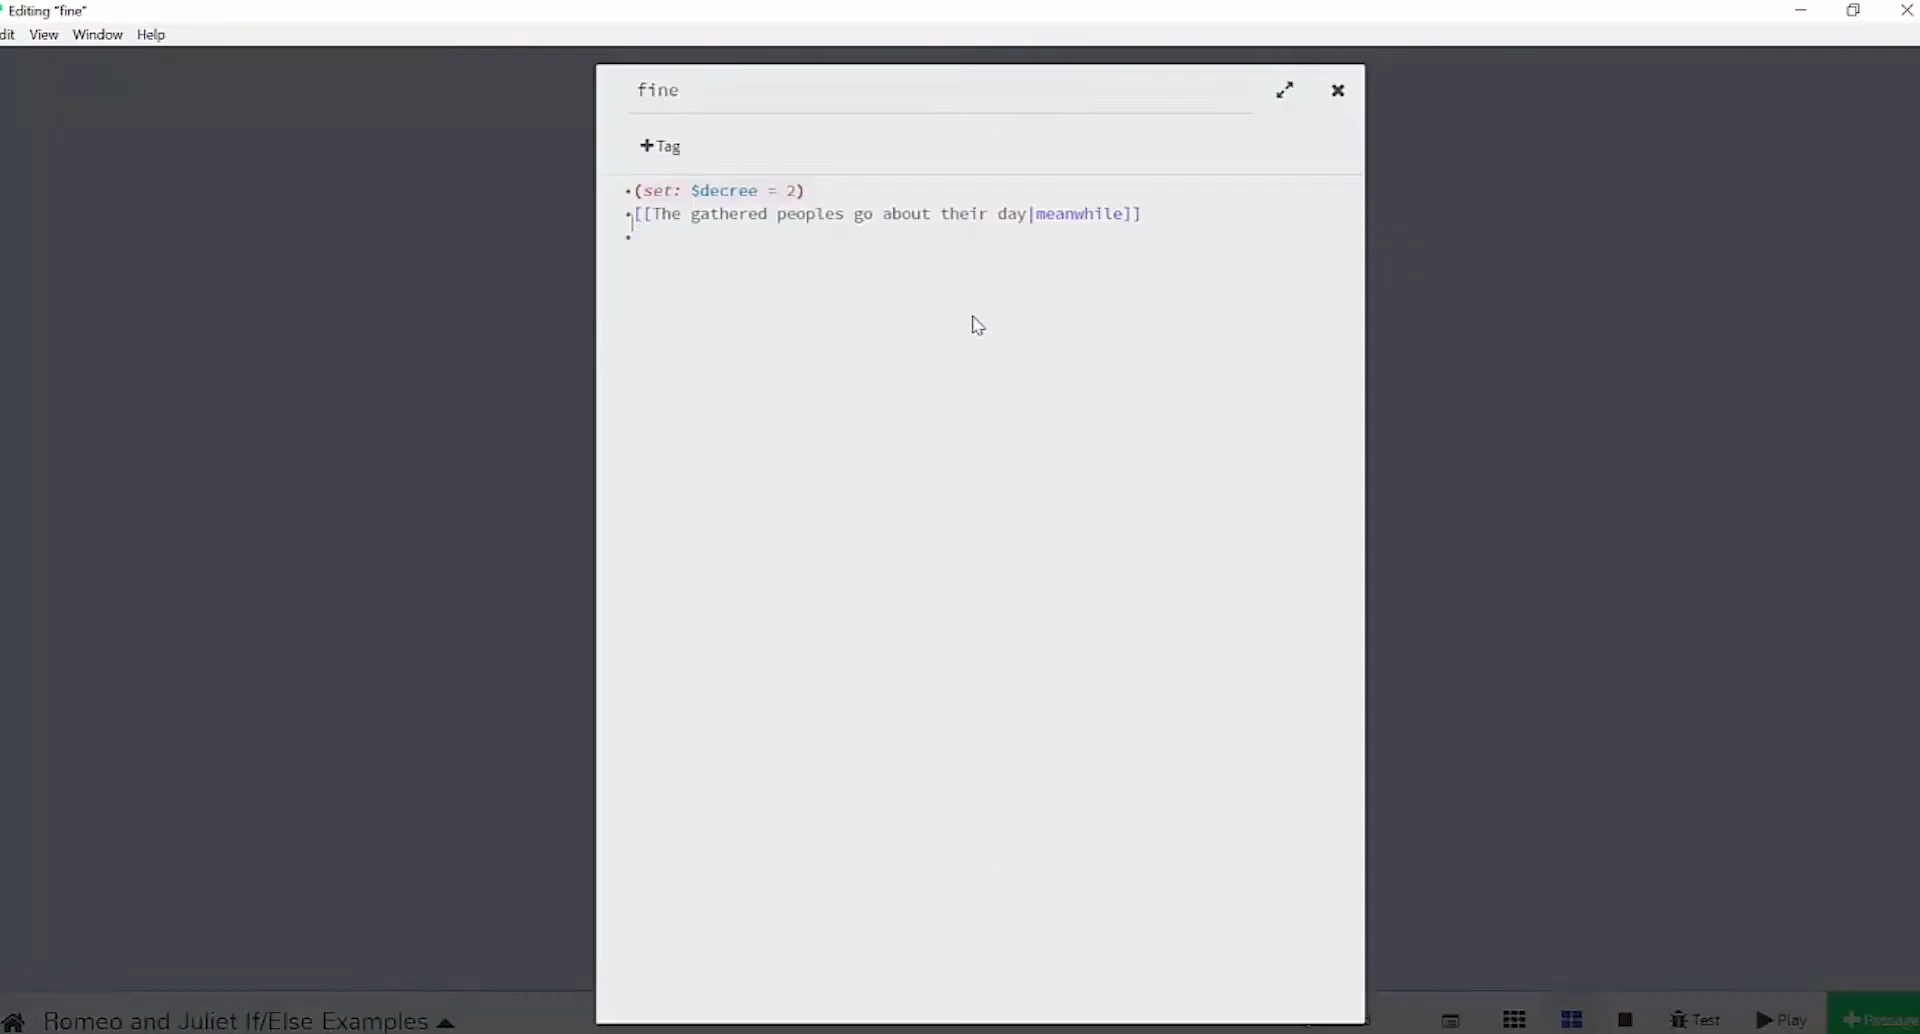 Editing "fine"
dit View Window Help
fine
+Tag
(set: $decree = 2)
[[The gathered peoples go about their day|meanwhile]]
Romeo and Juliet If/Else Examples
Test Play +Passage